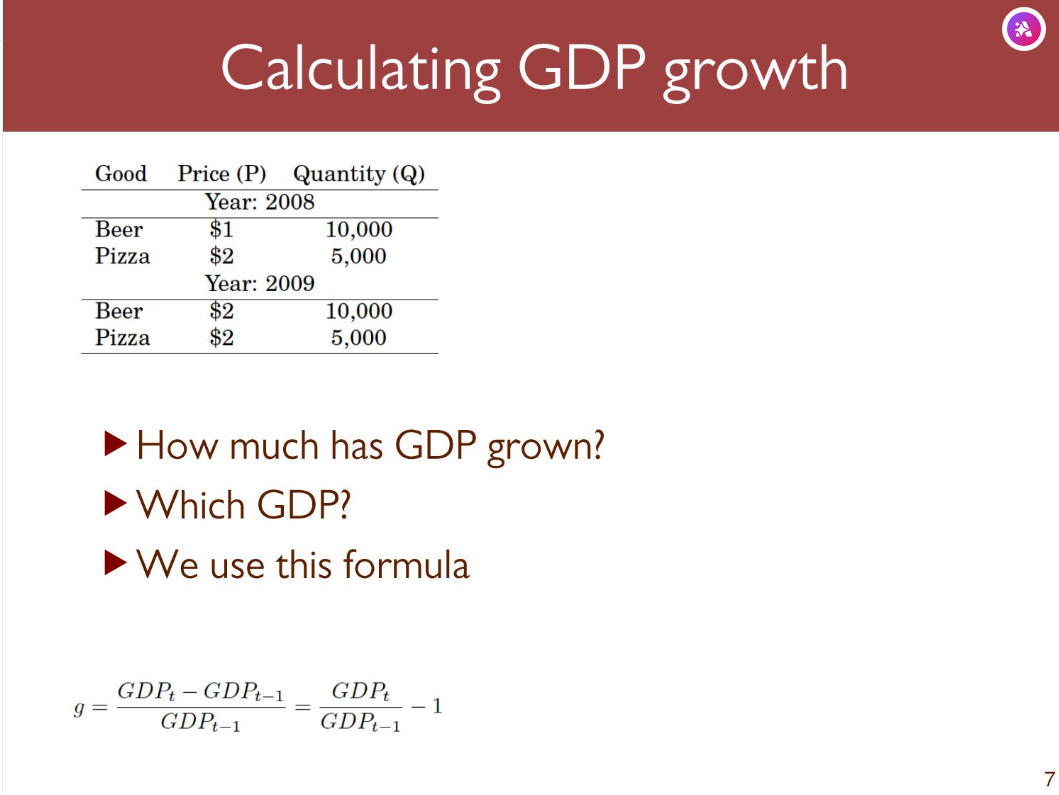 Calculating GDP growth
Good Price (P) Quantity (Q)
Year: 2008
Beer $1 10,000
Pizza $2 5,000
Year: 2009
Beer $2 10,000
Pizza $2 5,000
How much has GDP grown?
Which GDP?
We use this formula
g = \frac{GDP_t - GDP_{t-1}}{GDP_{t-1}} = \frac{GDP_t}{GDP_{t-1}} - 1
7